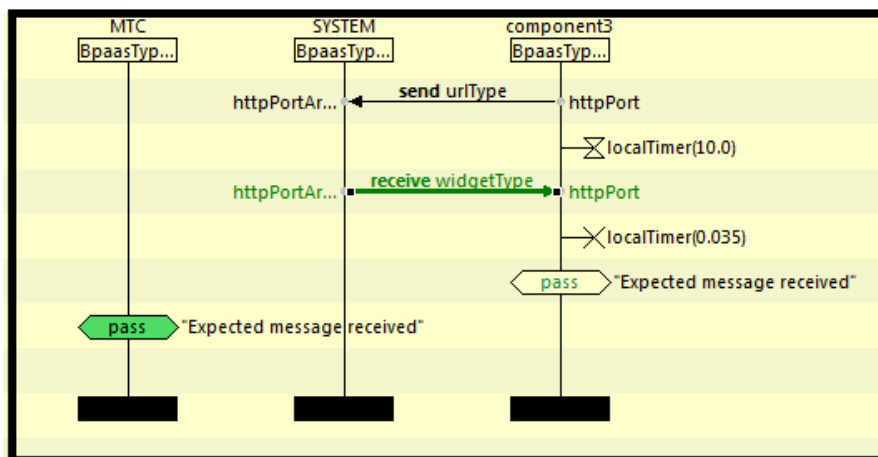 MTC SYSTEM component3
BpaasTyp... BpaasTyp... BpaasTyp...
httpPortAr... send urlType httpPort
localTimer(10.0)
httpPortAr... receive widgetType httpPort
localTimer(0.035)
pass "Expected message received"
pass "Expected message received"